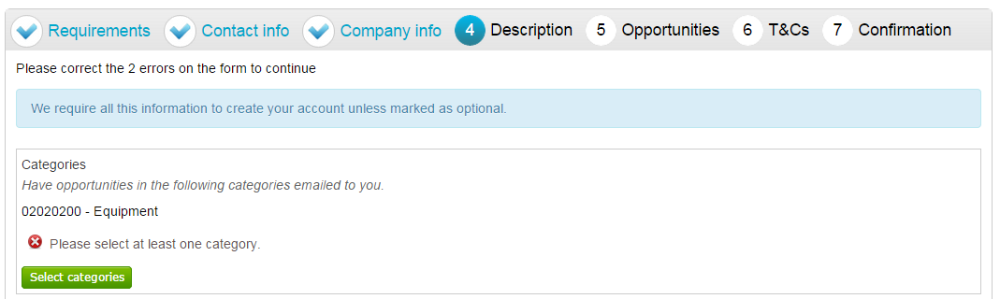 Requirements Contact info Company info 4 Description 5 Opportunities 6 T&Cs 7 Confirmation
Please correct the 2 errors on the form to continue
We require all this information to create your account unless marked as optional.
Categories
Have opportunities in the following categories emailed to you.
02020200 - Equipment
Please select at least one category.
Select categories